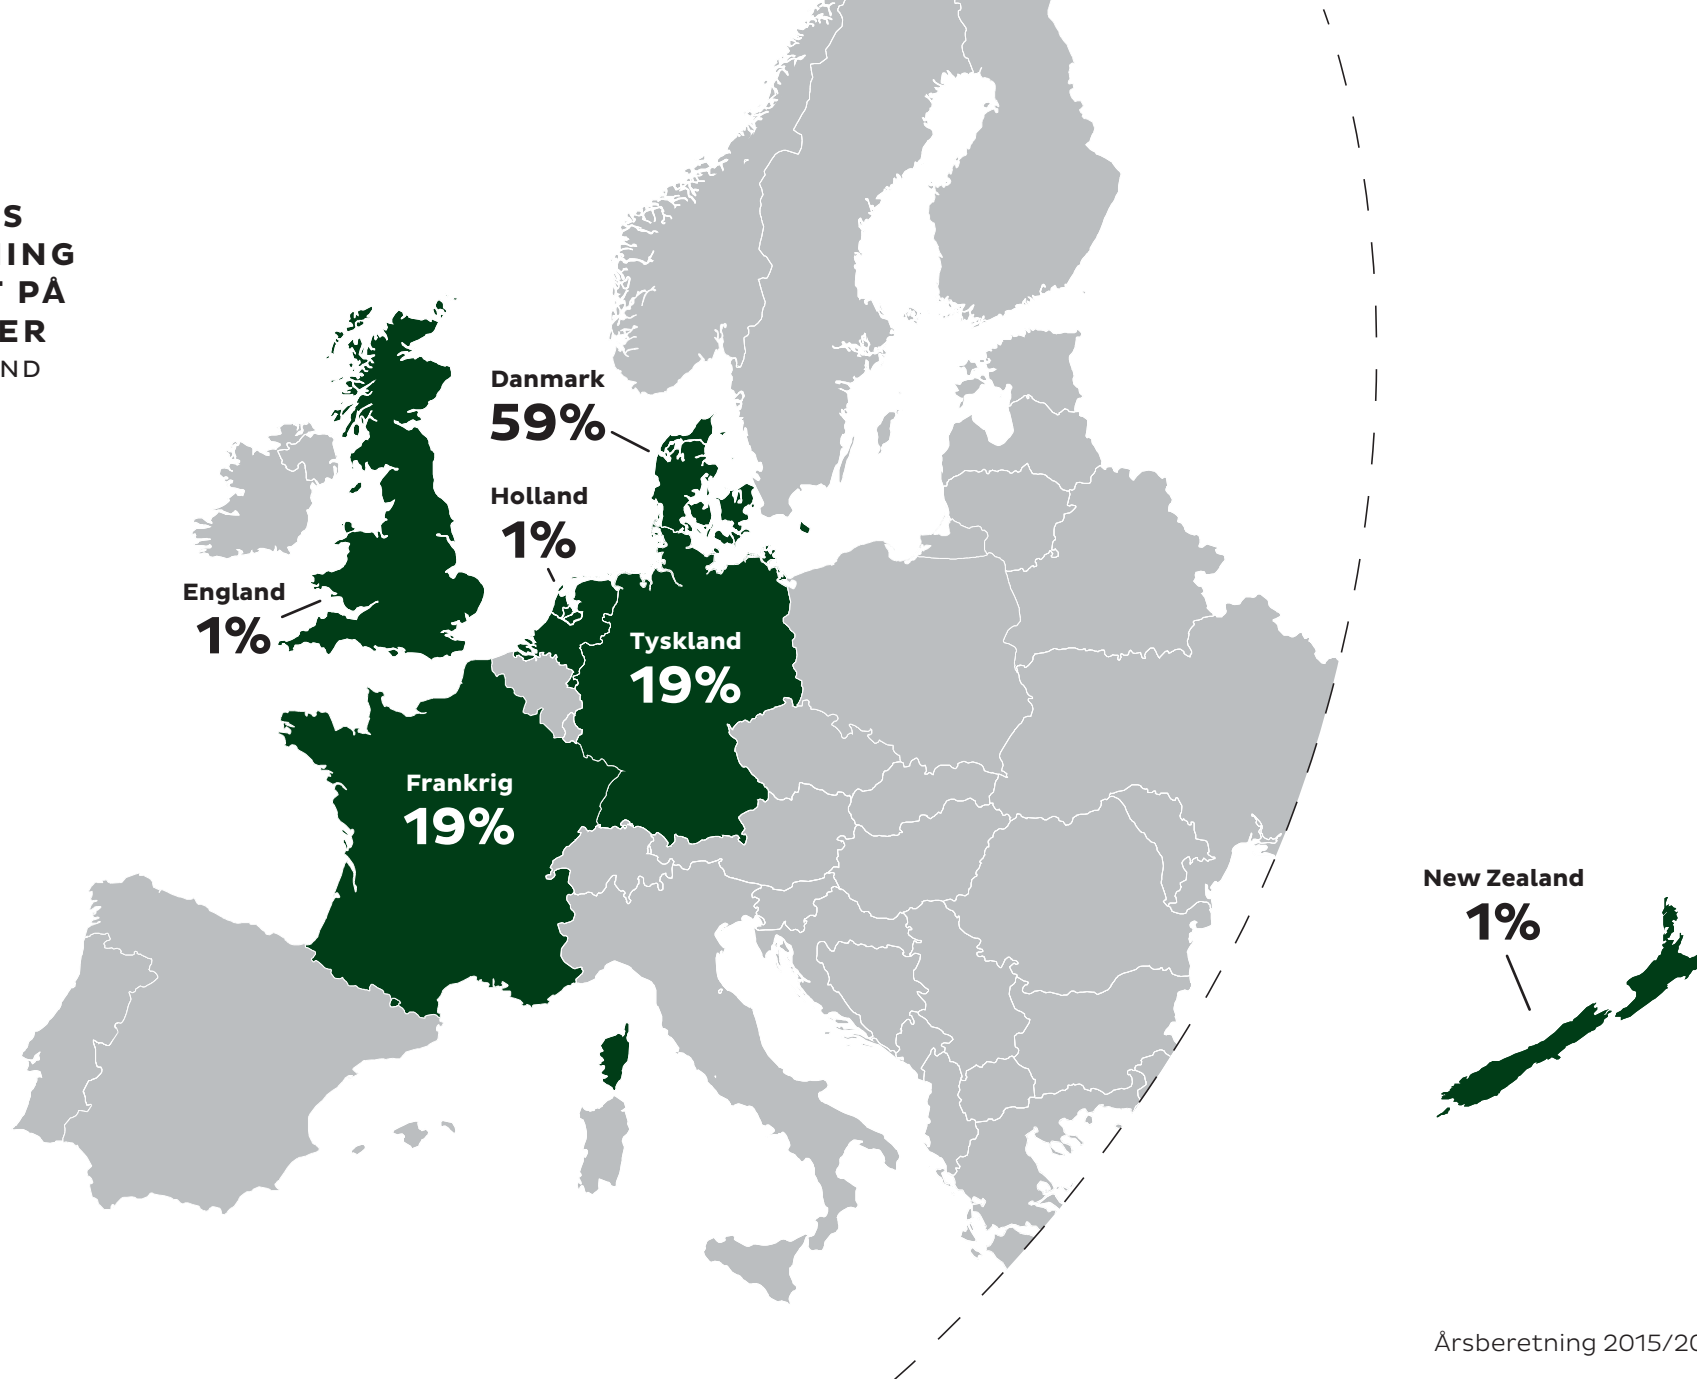 S
ING
PÅ
ER
ND
Danmark
59%
Holland
1%
England
1%
Tyskland
19%
Frankrig
19%
New Zealand
1%
Årsberetning 2015/20